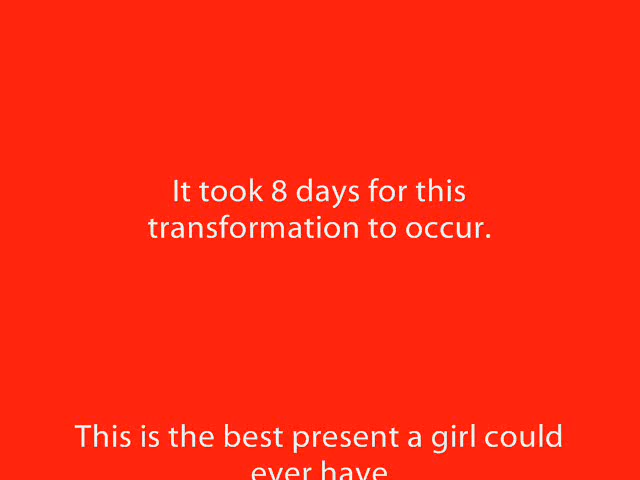 It took 8 days for this
transformation to occur.
This is the best present a girl could
ever have